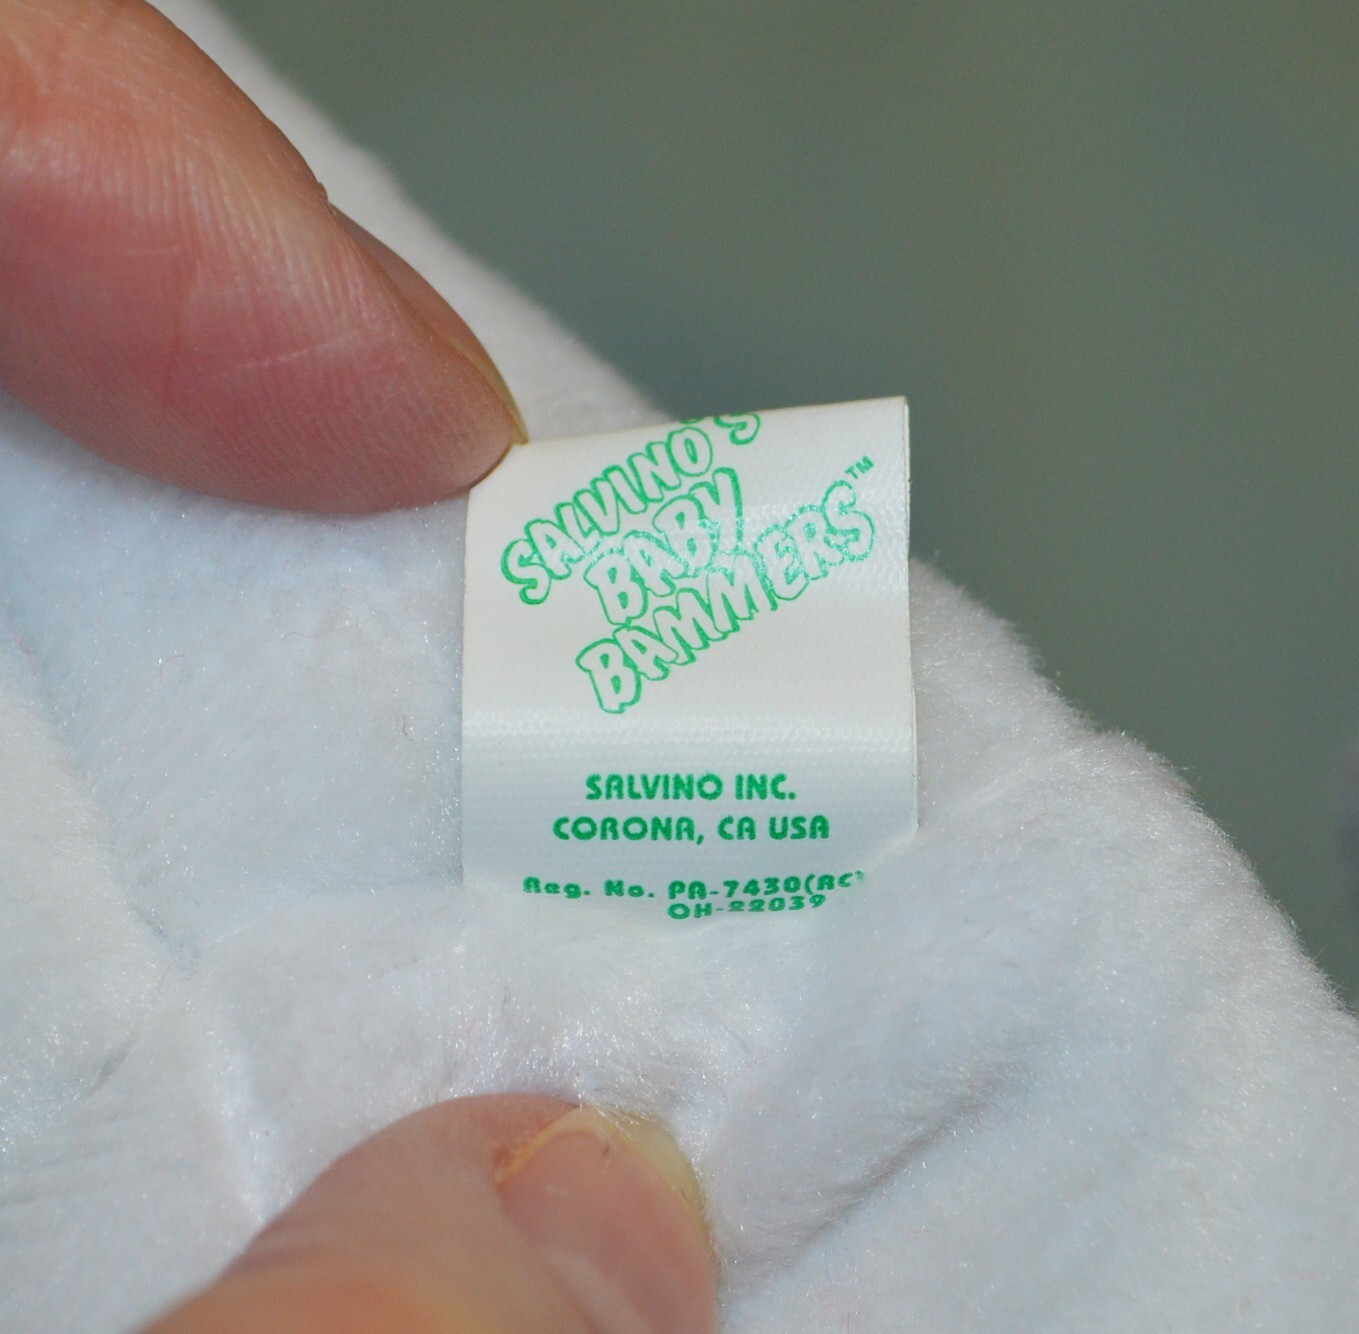 SALVINO'S
BABY
BAMMERS™
SALVINO INC.
CORONA, CA USA
Reg. No. PA-7430(RC)
OH-22039